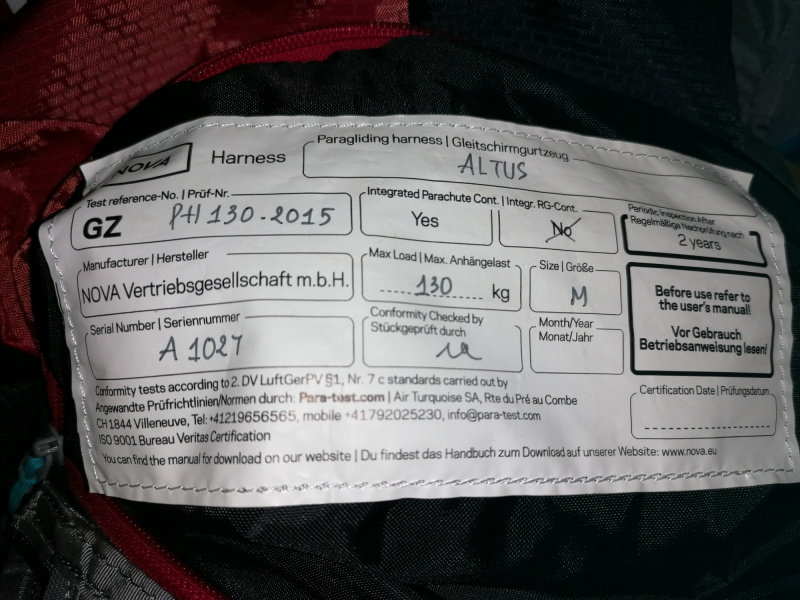 NOVA Harness
Paragliding harness | Gleitschirmgurtzeug
ALTUS
Test reference-No. | Prüf-Nr.
GZ PH 130-2015
Integrated Parachute Cont. | Integr. RG-Cont.
Yes No
Periodic Inspection After
Regelmäßige Nachprüfung nach
2 years
Manufacturer | Hersteller
NOVA Vertriebsgesellschaft m.b.H.
Max Load | Max. Anhängelast
130 kg
Size | Größe
M
Before use refer to
the user's manual!
Vor Gebrauch
Betriebsanweisung lesen!
Serial Number | Seriennummer
A 1027
Conformity Checked by
Stückgeprüft durch
Month/Year
Monat/Jahr
Certification Date | Prüfungsdatum
Conformity tests according to 2. DV LuftGerPV §1, Nr. 7 c standards carried out by
Angewandte Prüfrichtlinien/Normen durch: Para-test.com | Air Turquoise SA, Rte du Pré au Combe
CH 1844 Villeneuve, Tel: +41219656565, mobile +41792025230, info@para-test.com
ISO 9001 Bureau Veritas Certification
You can find the manual for download on our website | Du findest das Handbuch zum Download auf unserer Website: www.nova.eu